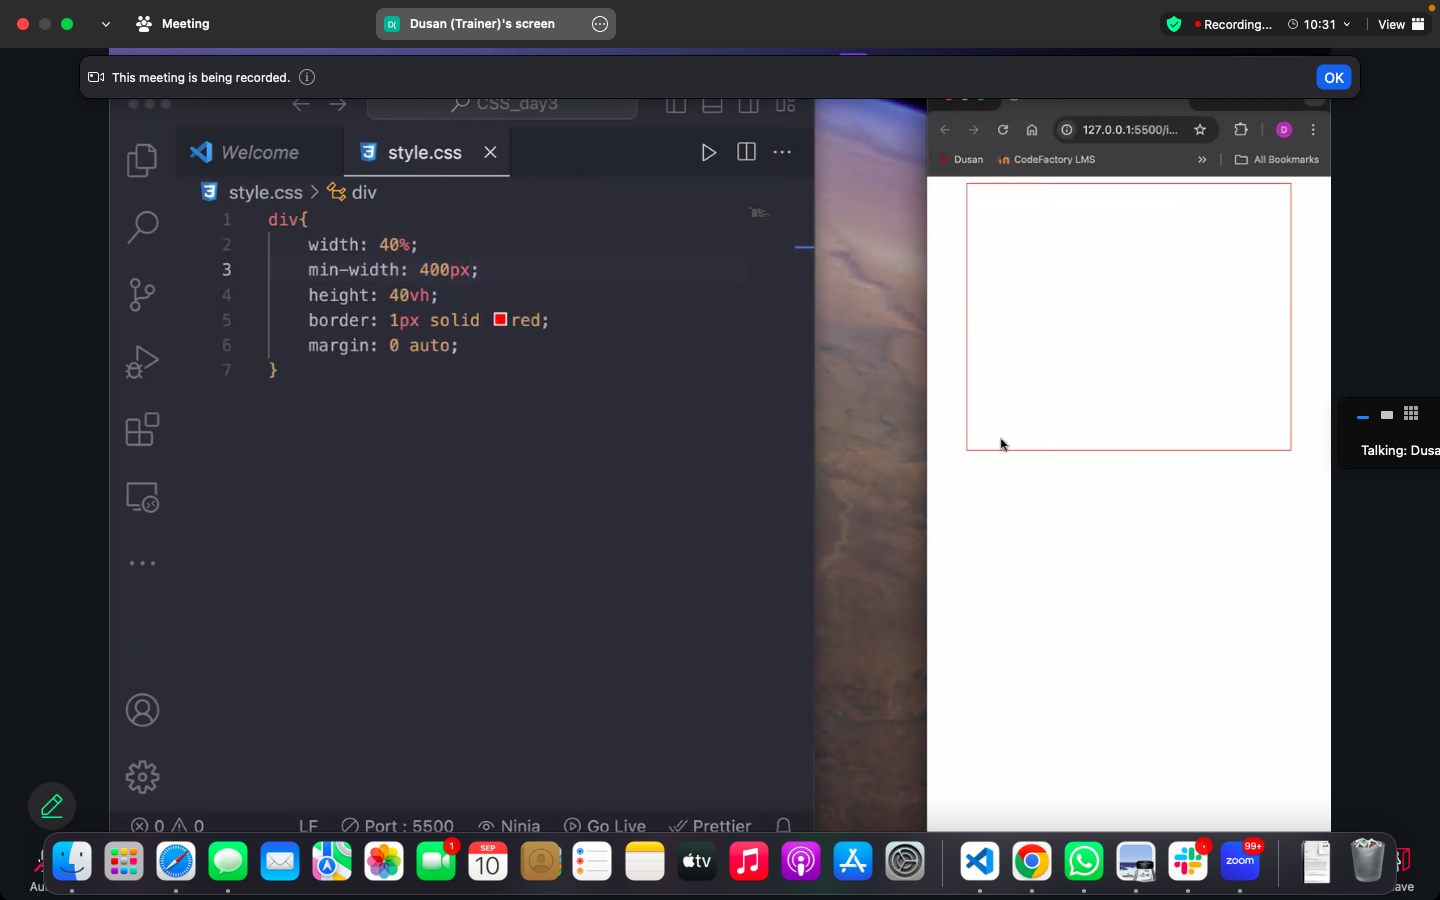 Meeting
D( Dusan (Trainer)'s screen
Recording...
10:31
View
This meeting is being recorded.
OK
CSS_day3
Welcome
style.css
style.css > div
1 div{
2 width: 40%;
3 min-width: 400px;
4 height: 40vh;
5 border: 1px solid red;
6 margin: 0 auto;
7 }
127.0.0.1:5500/i...
D
Dusan
CodeFactory LMS
»
All Bookmarks
Talking: Dusa
0 0
LF
Port : 5500
Ninja
Go Live
Prettier
1
SEP
10
tv
zoom
99+